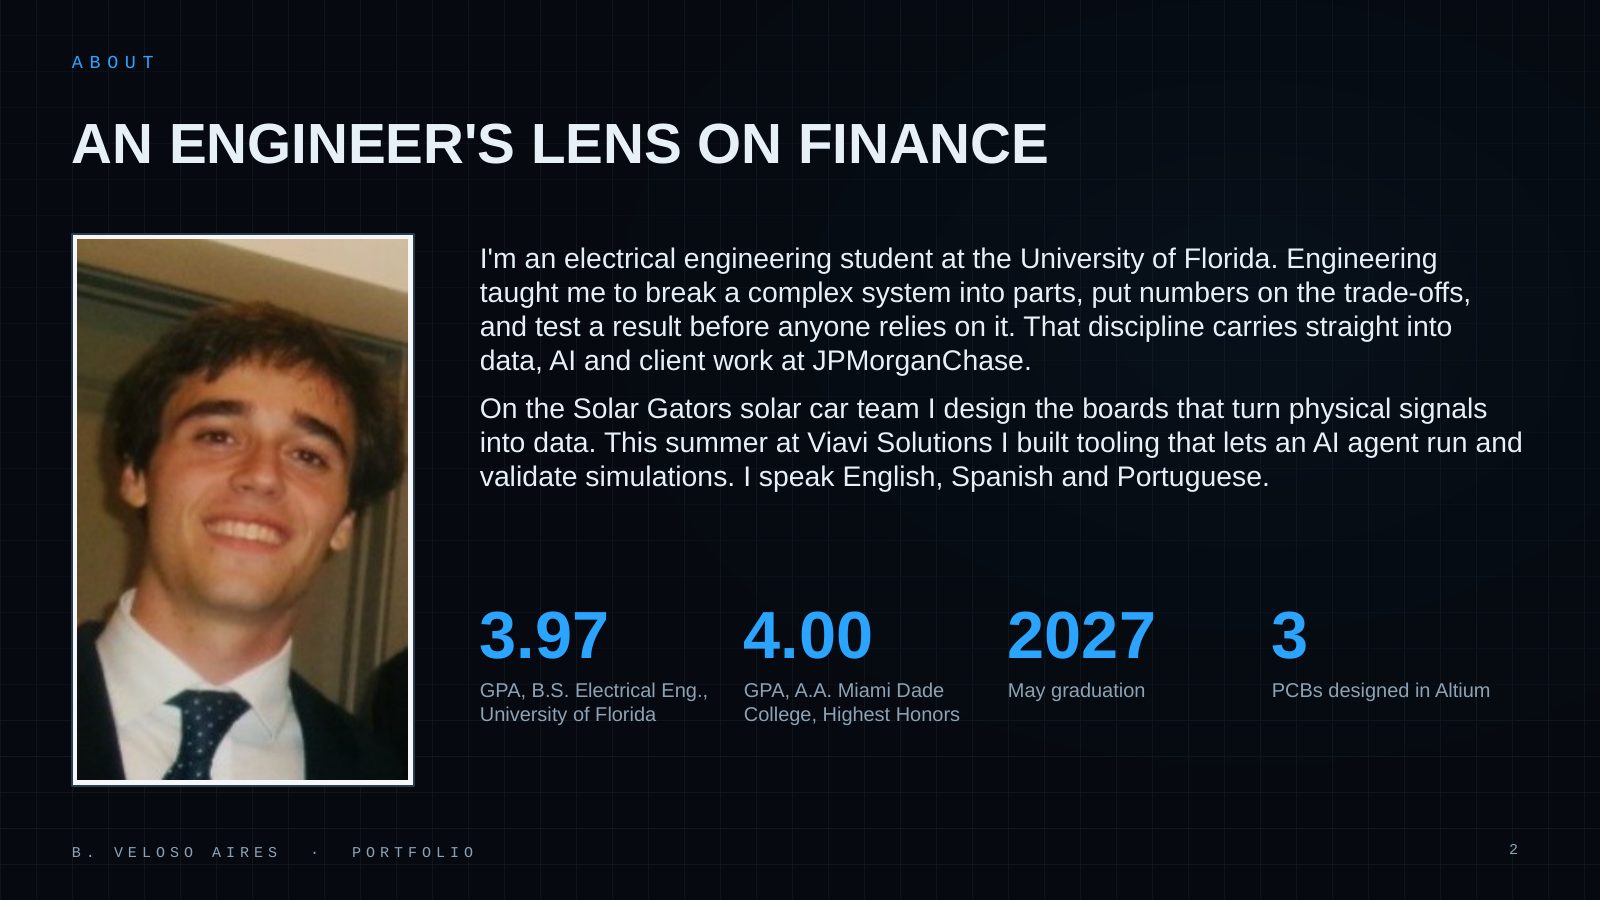 ABOUT
AN ENGINEER'S LENS ON FINANCE
I'm an electrical engineering student at the University of Florida. Engineering
taught me to break a complex system into parts, put numbers on the trade-offs,
and test a result before anyone relies on it. That discipline carries straight into
data, AI and client work at JPMorganChase.
On the Solar Gators solar car team I design the boards that turn physical signals
into data. This summer at Viavi Solutions I built tooling that lets an AI agent run and
validate simulations. I speak English, Spanish and Portuguese.
3.97
GPA, B.S. Electrical Eng.,
University of Florida
4.00
GPA, A.A. Miami Dade
College, Highest Honors
2027
May graduation
3
PCBs designed in Altium
B. VELOSO AIRES · PORTFOLIO
2